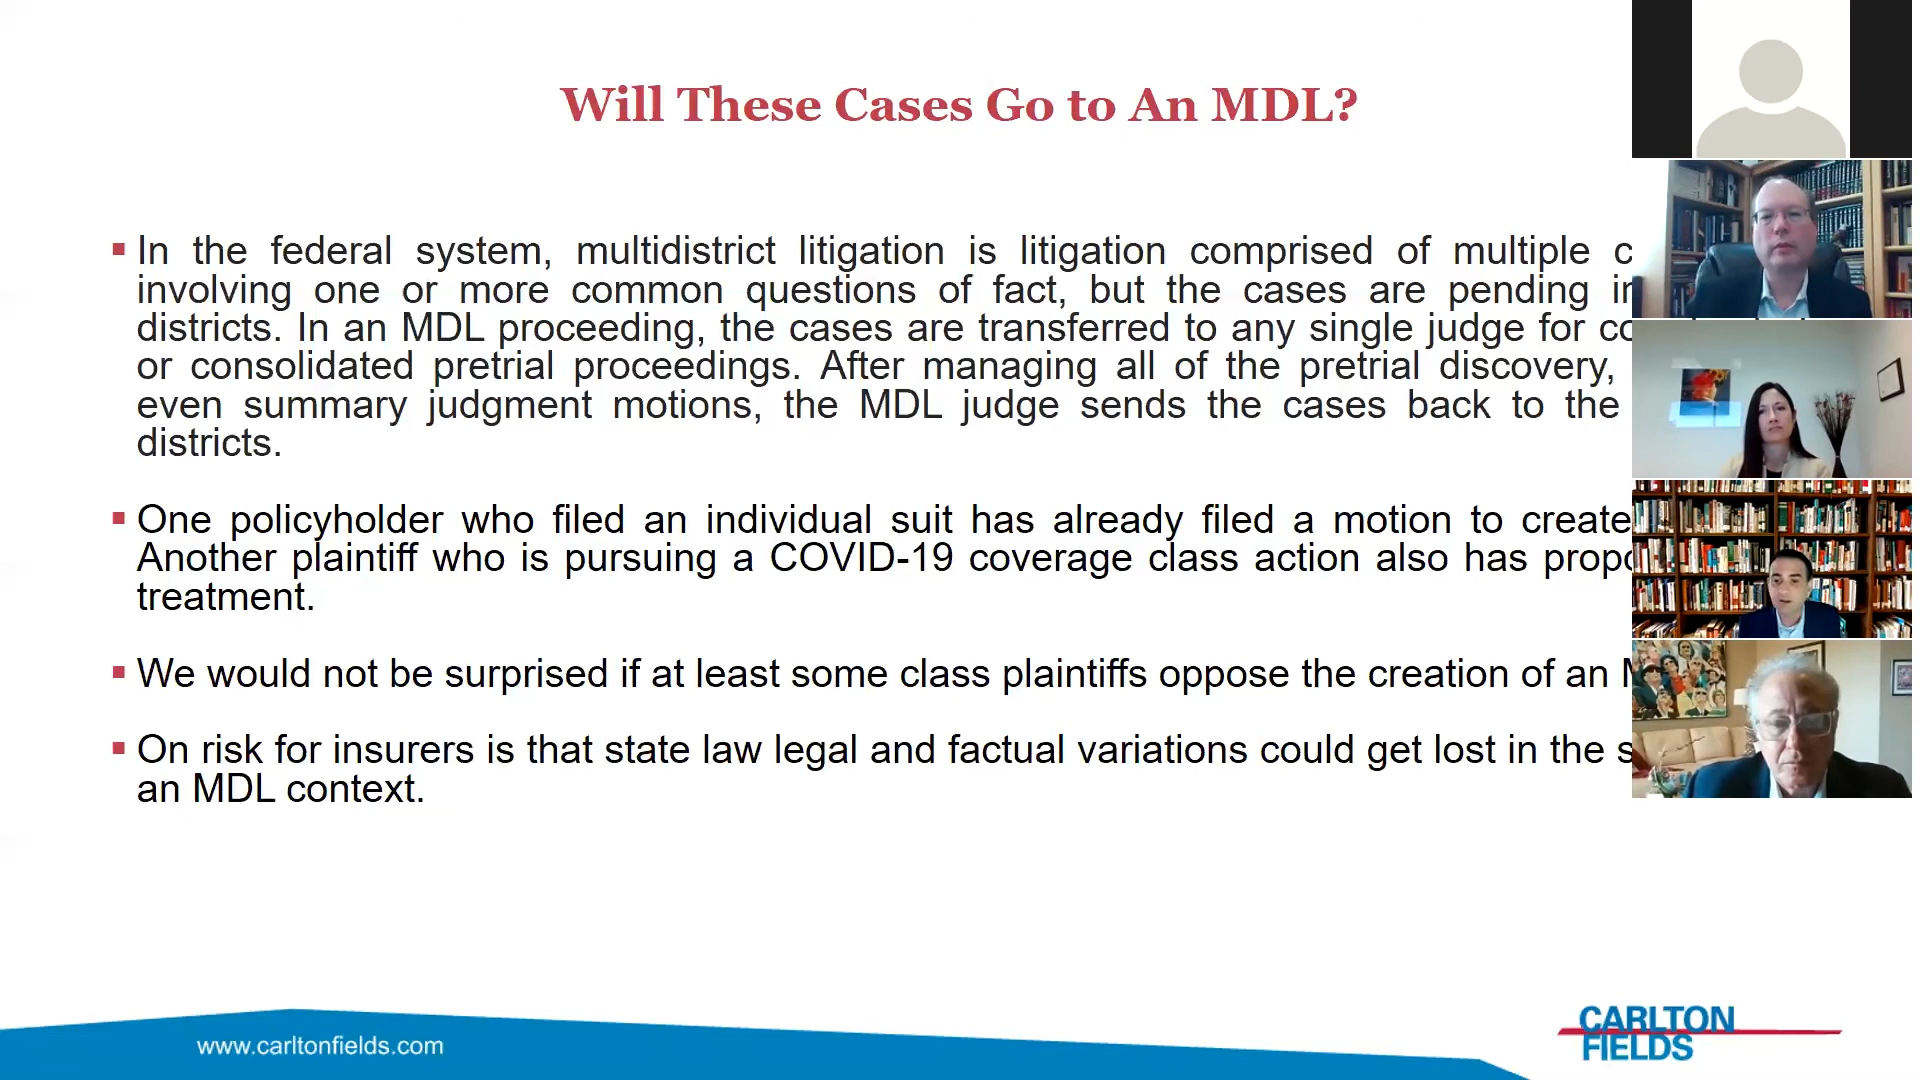 Will These Cases Go to An MDL?
▪ In the federal system, multidistrict litigation is litigation comprised of multiple
involving one or more common questions of fact, but the cases are pending
districts. In an MDL proceeding, the cases are transferred to any single judge for
or consolidated pretrial proceedings. After managing all of the pretrial discovery,
even summary judgment motions, the MDL judge sends the cases back to the
districts.
▪ One policyholder who filed an individual suit has already filed a motion to create
Another plaintiff who is pursuing a COVID-19 coverage class action also has
treatment.
▪ We would not be surprised if at least some class plaintiffs oppose the creation of an
▪ On risk for insurers is that state law legal and factual variations could get lost in the
an MDL context.
www.carltonfields.com
CARLTON
FIELDS